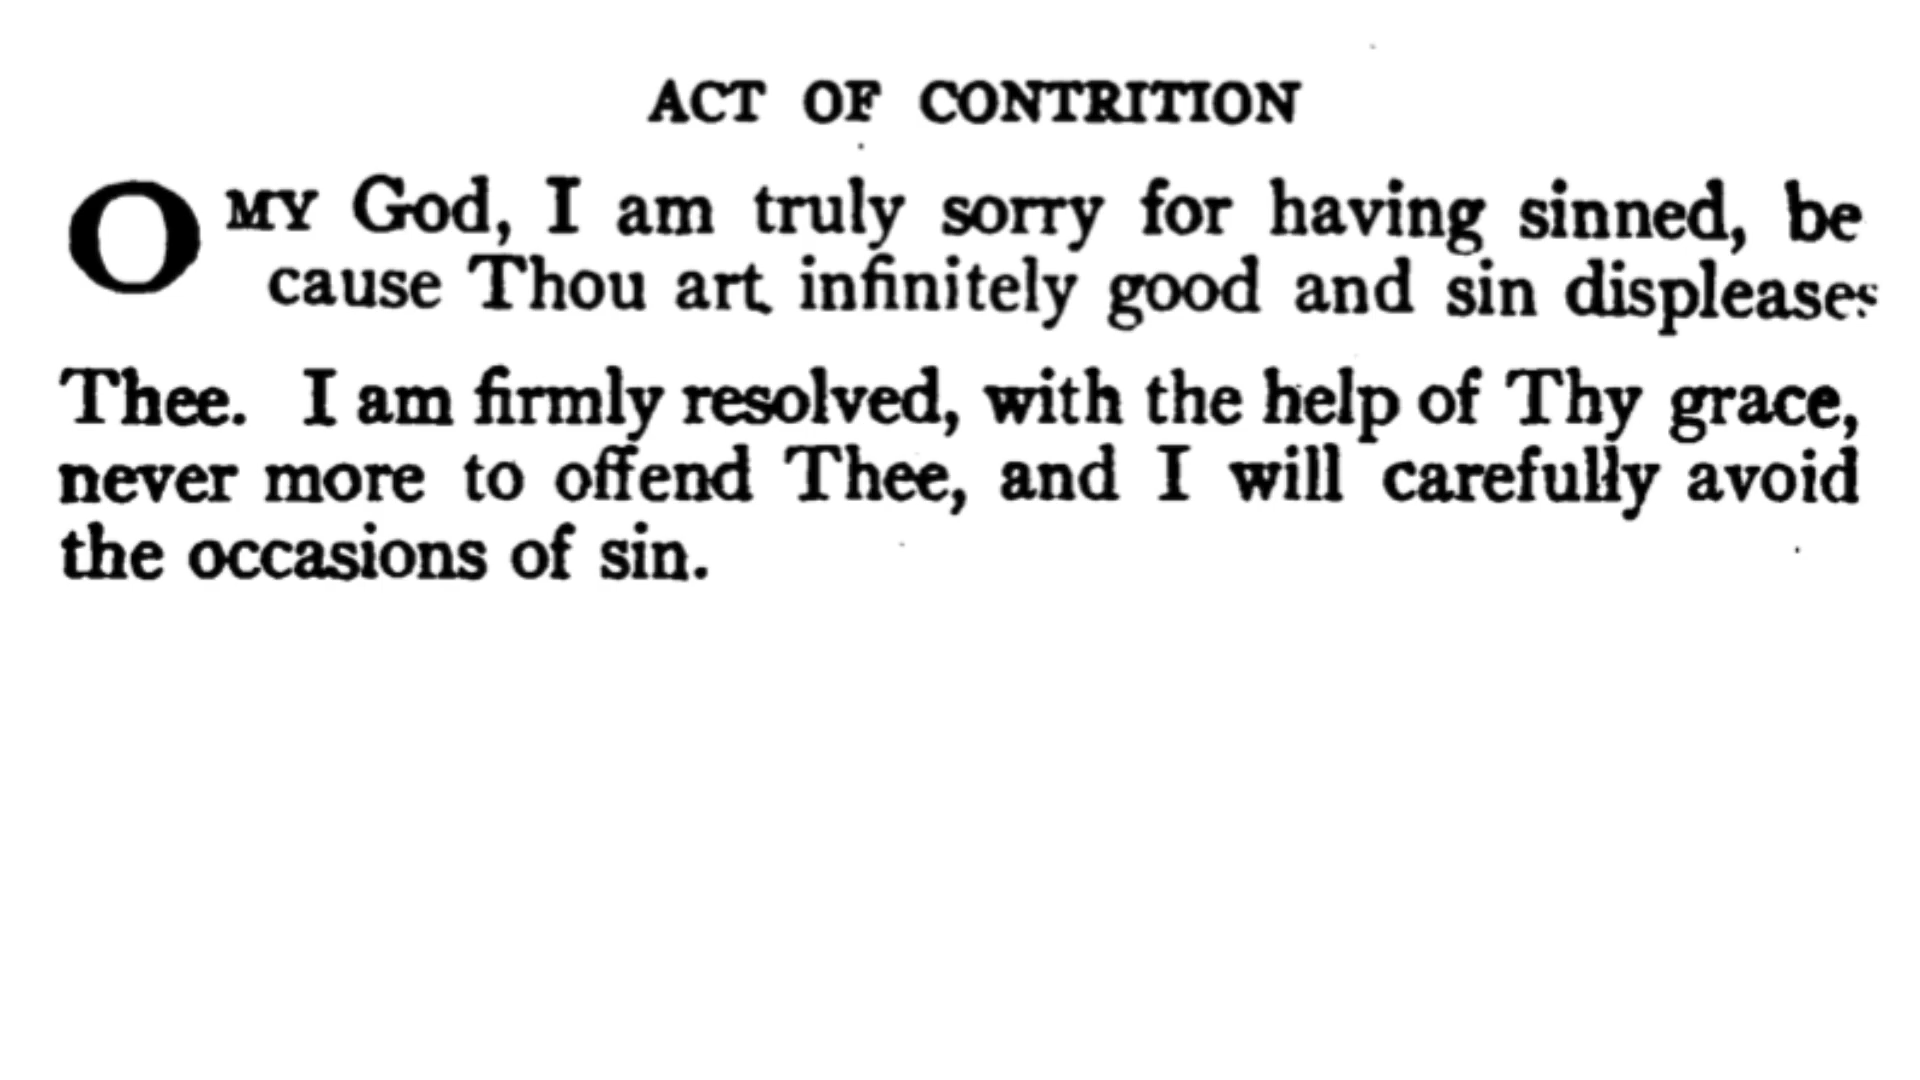 ACT OF CONTRITION
O MY God, I am truly sorry for having sinned, be
cause Thou art infinitely good and sin displeases
Thee. I am firmly resolved, with the help of Thy grace,
never more to offend Thee, and I will carefully avoid
the occasions of sin.